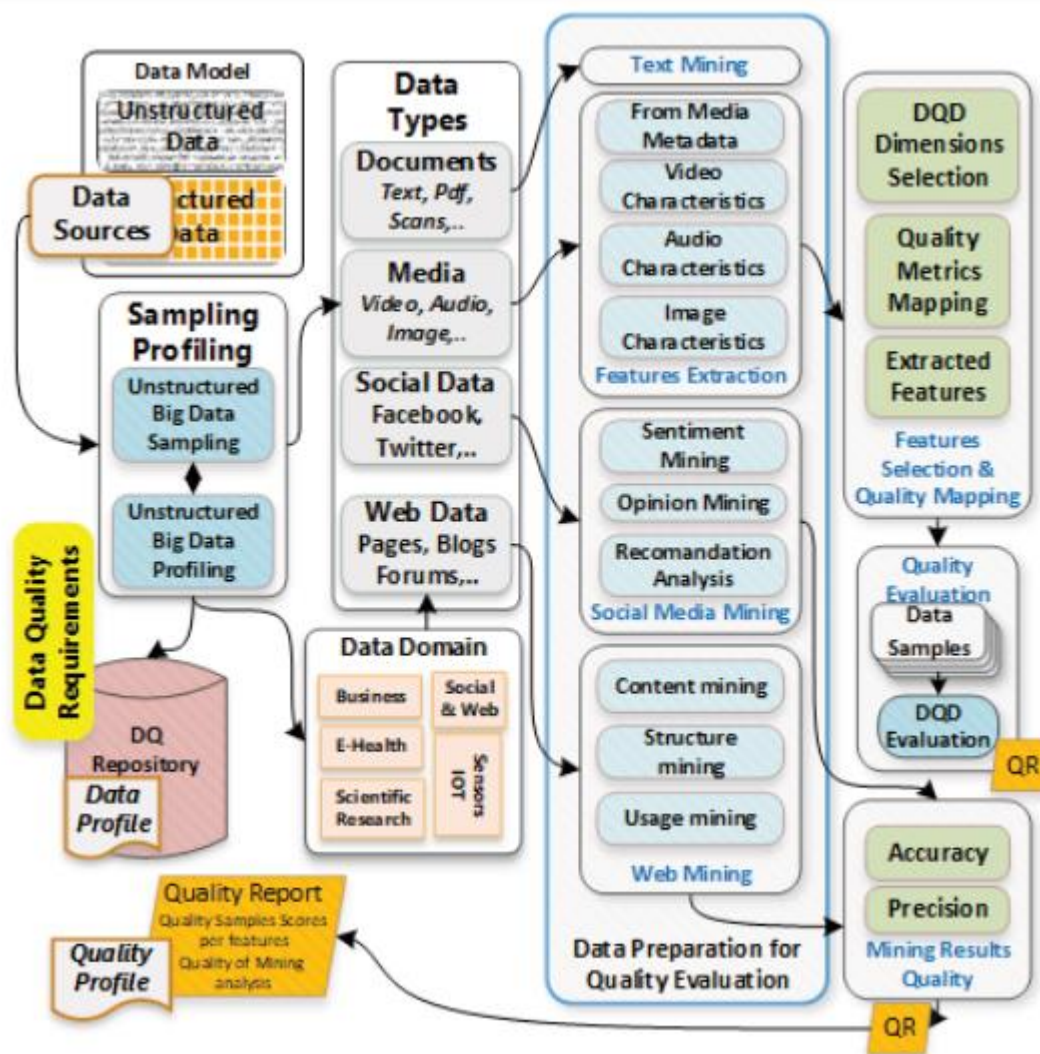 Data Model
Unstructured
Data
Data
Sources
ctured
Data
Sampling
Profiling
Unstructured
Big Data
Sampling
Unstructured
Big Data
Profiling
Data Quality
Requirements
DQ
Repository
Data
Profile
Data
Types
Documents
Text, Pdf,
Scans,..
Media
Video, Audio,
Image,..
Social Data
Facebook,
Twitter,..
Web Data
Pages, Blogs
Forums,..
Data Domain
Business
Social
& Web
E-Health
Sensors
IOT
Scientific
Research
Text Mining
From Media
Metadata
Video
Characteristics
Audio
Characteristics
Image
Characteristics
Features Extraction
Sentiment
Mining
Opinion Mining
Recomandation
Analysis
Social Media Mining
Content mining
Structure
mining
Usage mining
Web Mining
Data Preparation for
Quality Evaluation
DQD
Dimensions
Selection
Quality
Metrics
Mapping
Extracted
Features
Features
Selection &
Quality Mapping
Quality
Evaluation
Data
Samples
DQD
Evaluation
QR
Accuracy
Precision
Mining Results
Quality
QR
Quality Report
Quality Samples Scores
per features
Quality of Mining
analysis
Quality
Profile